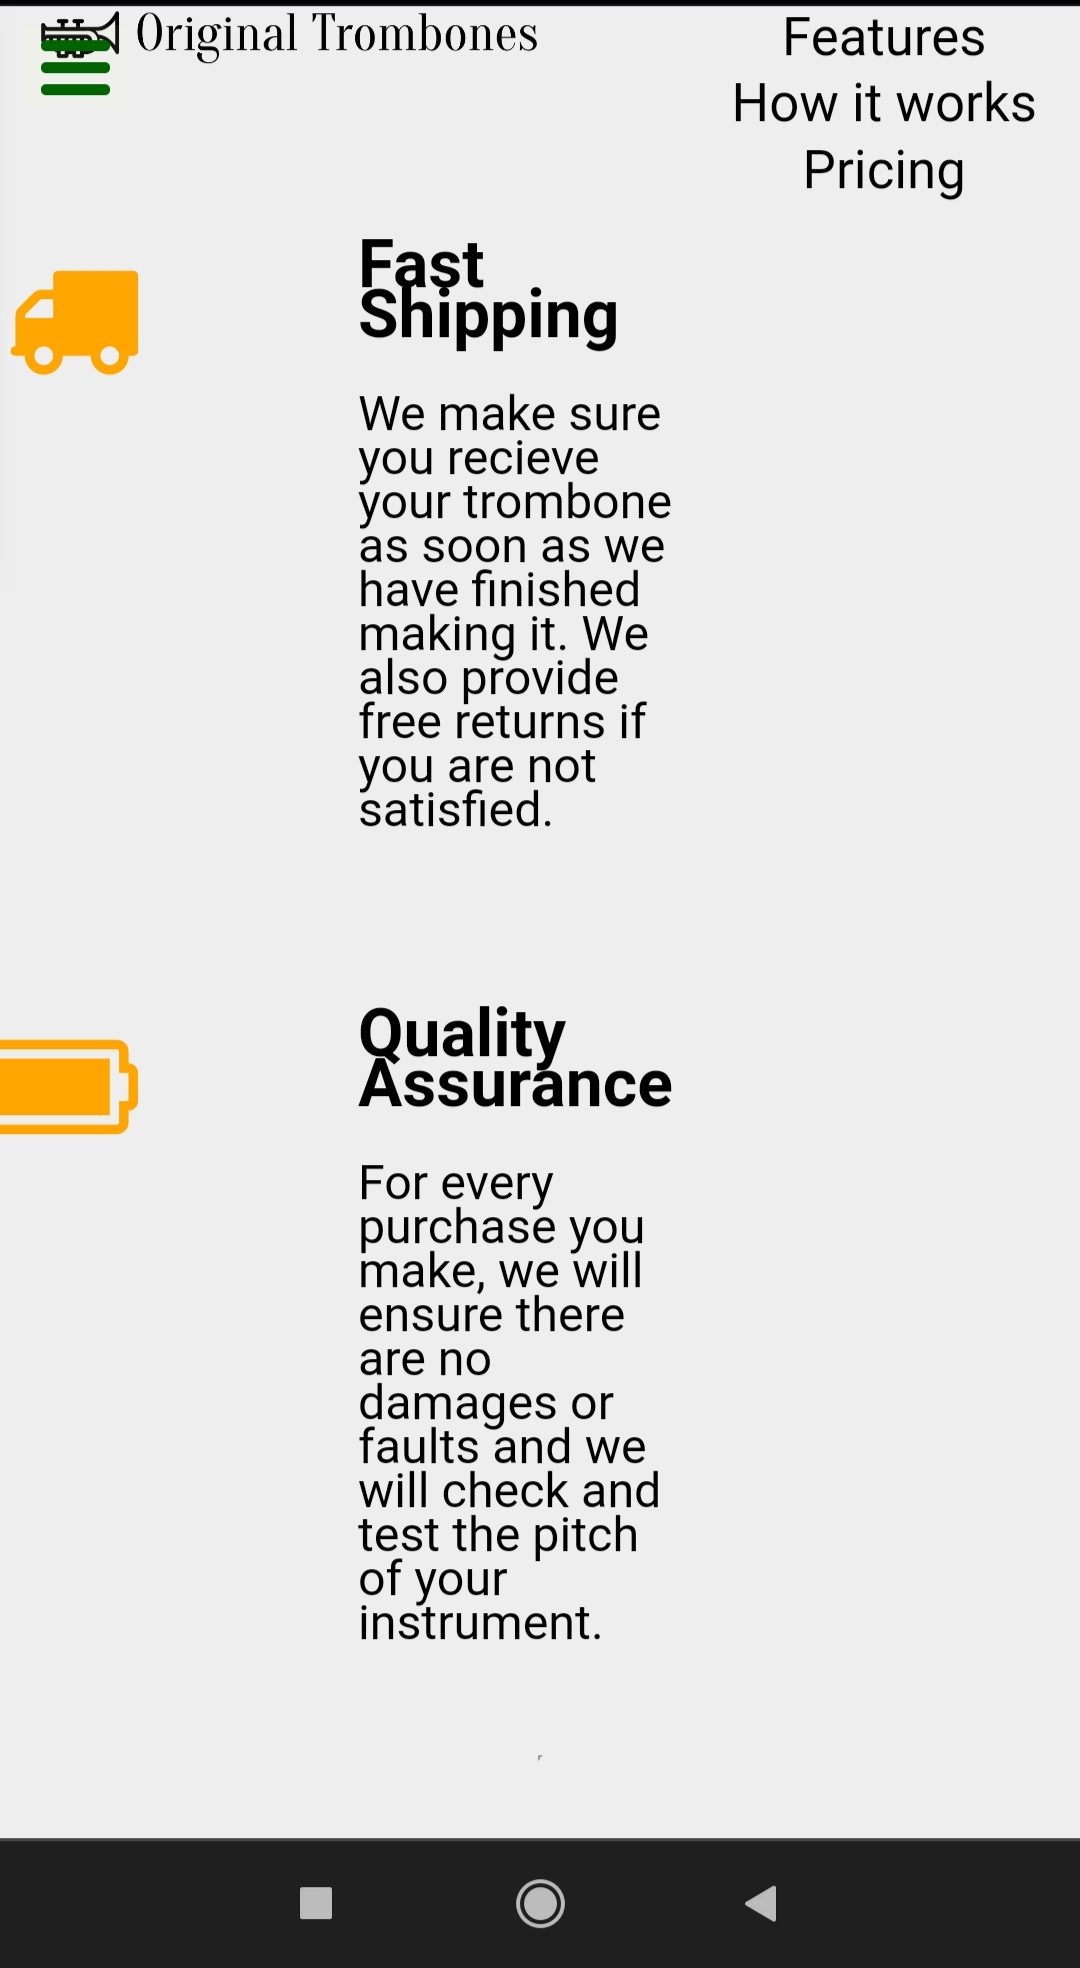 Original Trombones
Features
How it works
Pricing
Fast
Shipping
We make sure
you recieve
your trombone
as soon as we
have finished
making it. We
also provide
free returns if
you are not
satisfied.
Quality
Assurance
For every
purchase you
make, we will
ensure there
are no
damages or
faults and we
will check and
test the pitch
of your
instrument.